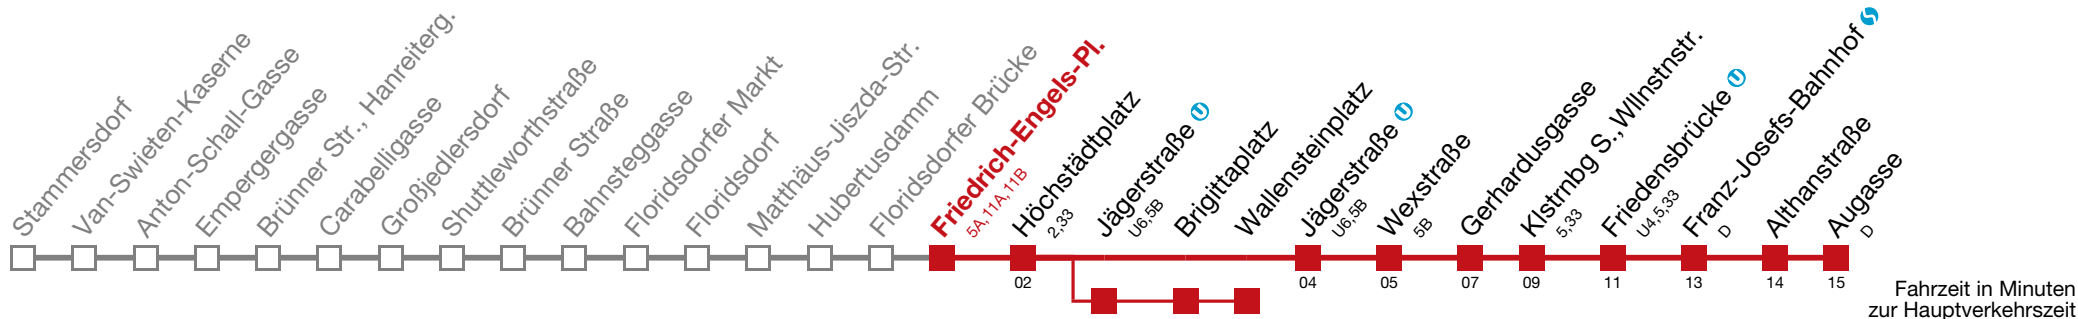 Stammersdorf
Van-Swieten-Kaserne
Anton-Schall-Gasse
Empergergasse
Brünner Str., Hanreiterg.
Carabelligasse
Großjedlersdorf
Shuttleworthstraße
Brünner Straße
Bahnsteggasse
Floridsdorfer Markt
Floridsdorf
Matthäus-Jiszda-Str.
Hubertusdamm
Floridsdorfer Brücke
Friedrich-Engels-Pl.
5A, 11A, 11B
Höchstädtplatz
2,33
Jägerstraße U
U6,5B
Brigittaplatz
Wallensteinplatz
Jägerstraße U
U6,5B
Wexstraße
5B
Gerhardusgasse
Klstrnbg S., Wllnstnstr.
5,33
Friedensbrücke U
U4,5,33
Franz-Josefs-Bahnhof S
D
Althanstraße
Augasse
D
02
04
05
07
09
11
13
14
15
Fahrzeit in Minuten
zur Hauptverkehrszeit